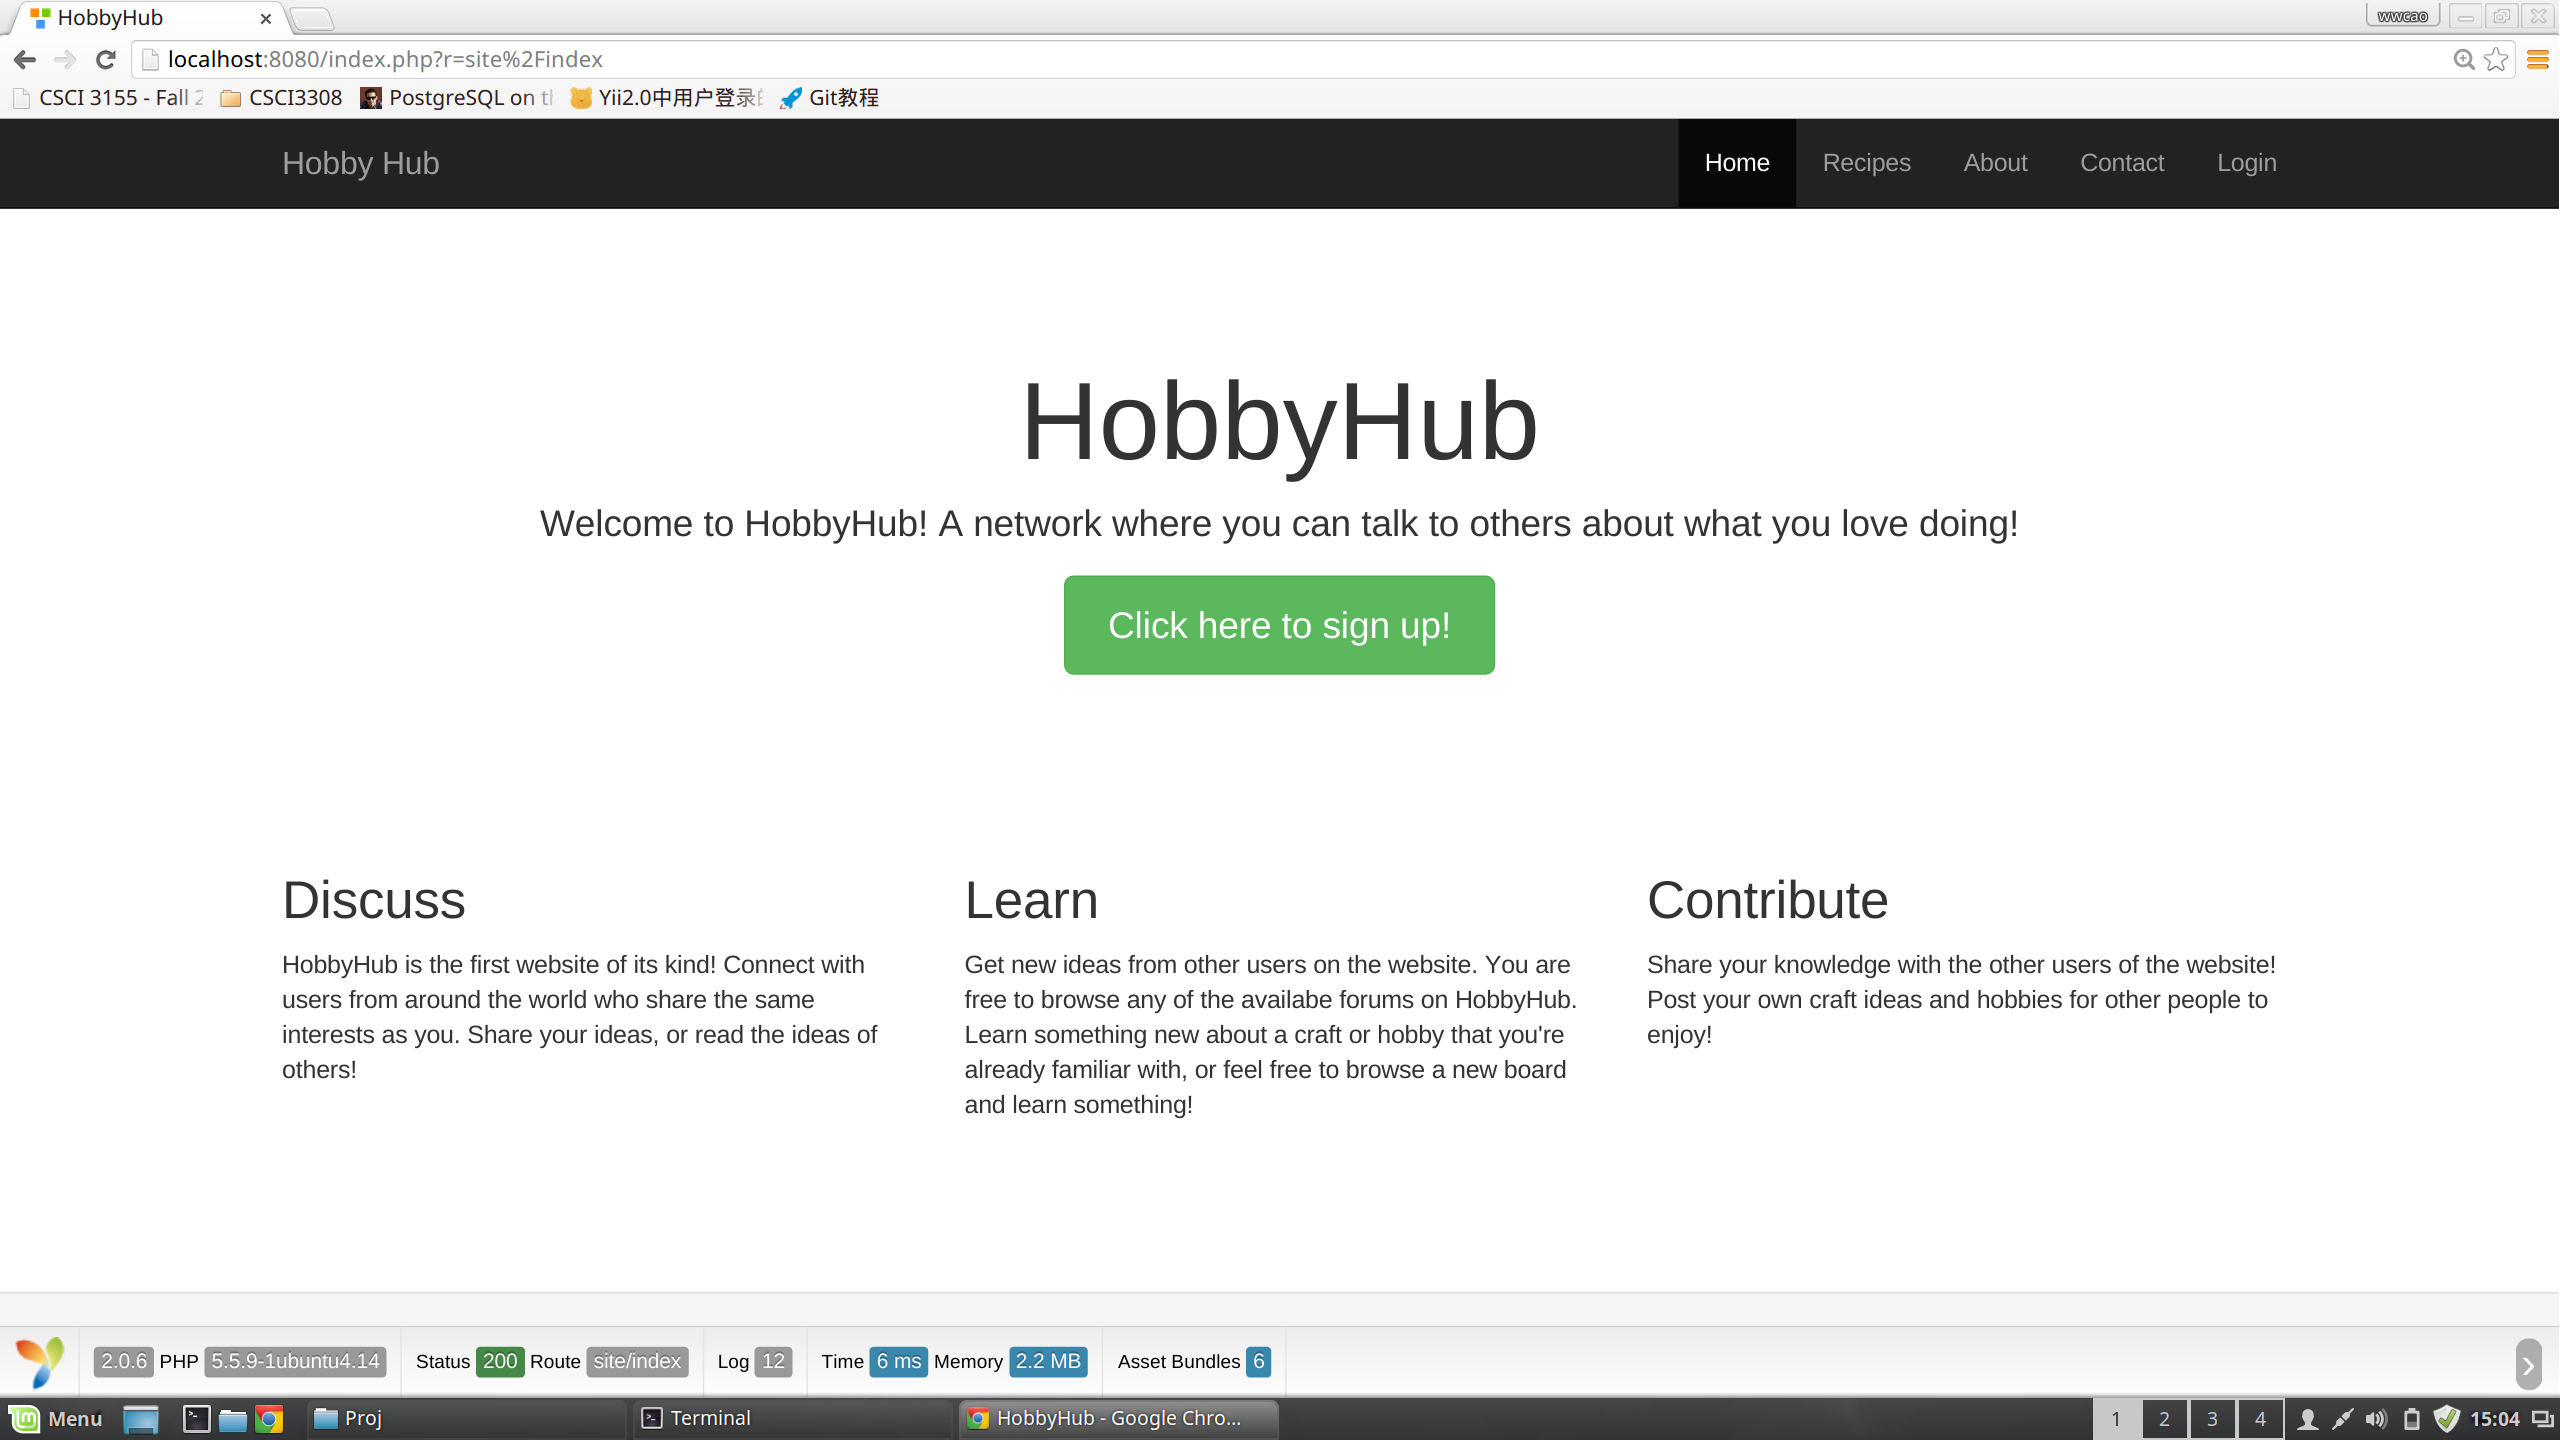 HobbyHub
wwcao
localhost:8080/index.php?r=site%2Findex
CSCI 3155 - Fall 2 CSCI3308 PostgreSQL on th Yii2.0中用户登录 Git教程
Hobby Hub Home Recipes About Contact Login
HobbyHub
Welcome to HobbyHub! A network where you can talk to others about what you love doing!
Click here to sign up!
Discuss
HobbyHub is the first website of its kind! Connect with
users from around the world who share the same
interests as you. Share your ideas, or read the ideas of
others!
Learn
Get new ideas from other users on the website. You are
free to browse any of the availabe forums on HobbyHub.
Learn something new about a craft or hobby that you're
already familiar with, or feel free to browse a new board
and learn something!
Contribute
Share your knowledge with the other users of the website!
Post your own craft ideas and hobbies for other people to
enjoy!
2.0.6 PHP 5.5.9-1ubuntu4.14 Status 200 Route site/index Log 12 Time 6 ms Memory 2.2 MB Asset Bundles 6
Menu Proj Terminal HobbyHub - Google Chro... 1 2 3 4 15:04